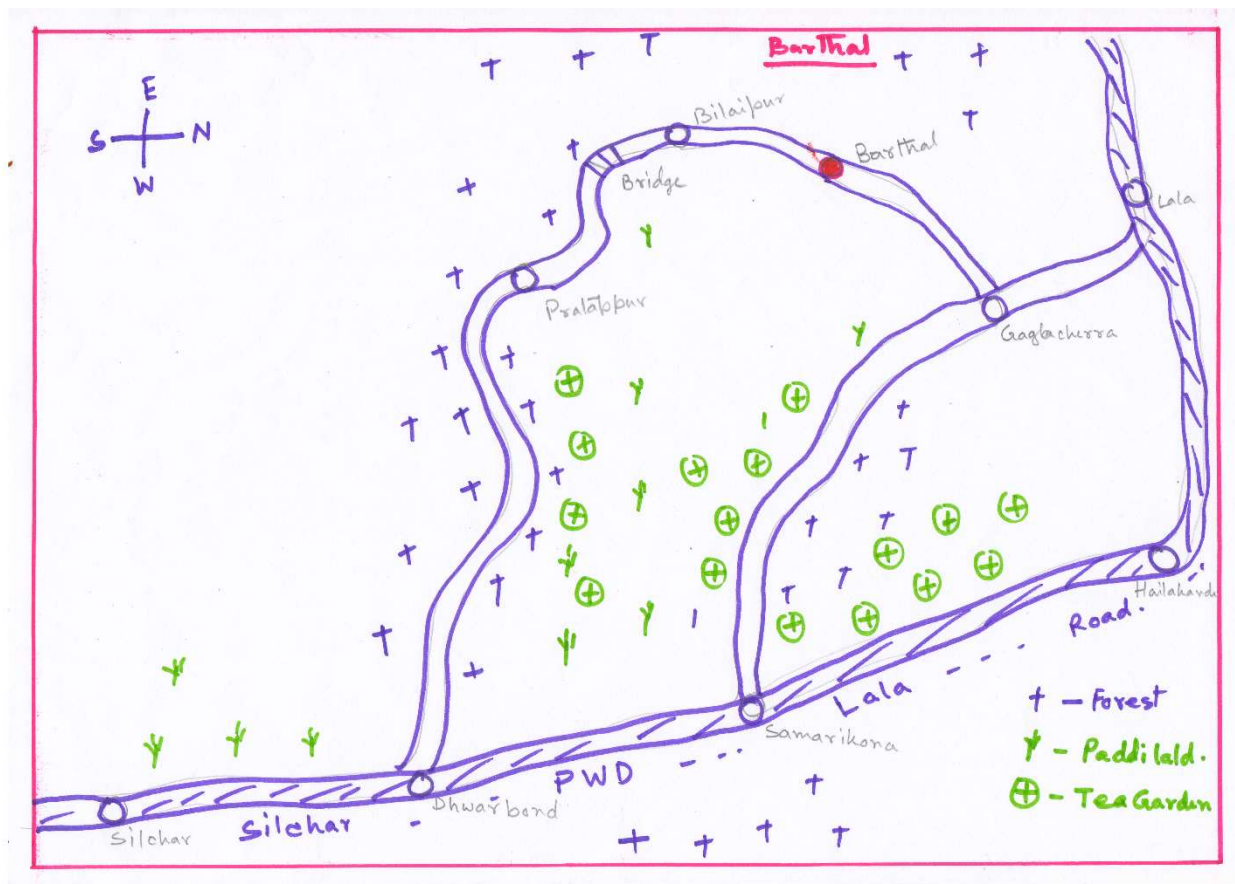 Barthal
E
S N
W
Bilaipur
Barthal
Bridge
Lala
Pratappur
Gaglacherra
Hailakandi
Road.
Lala
Samarikona
PWD
Dhwarbond
Silchar
Silchar
† - Forest
Paddi lald.
⊕ - Tea Garden